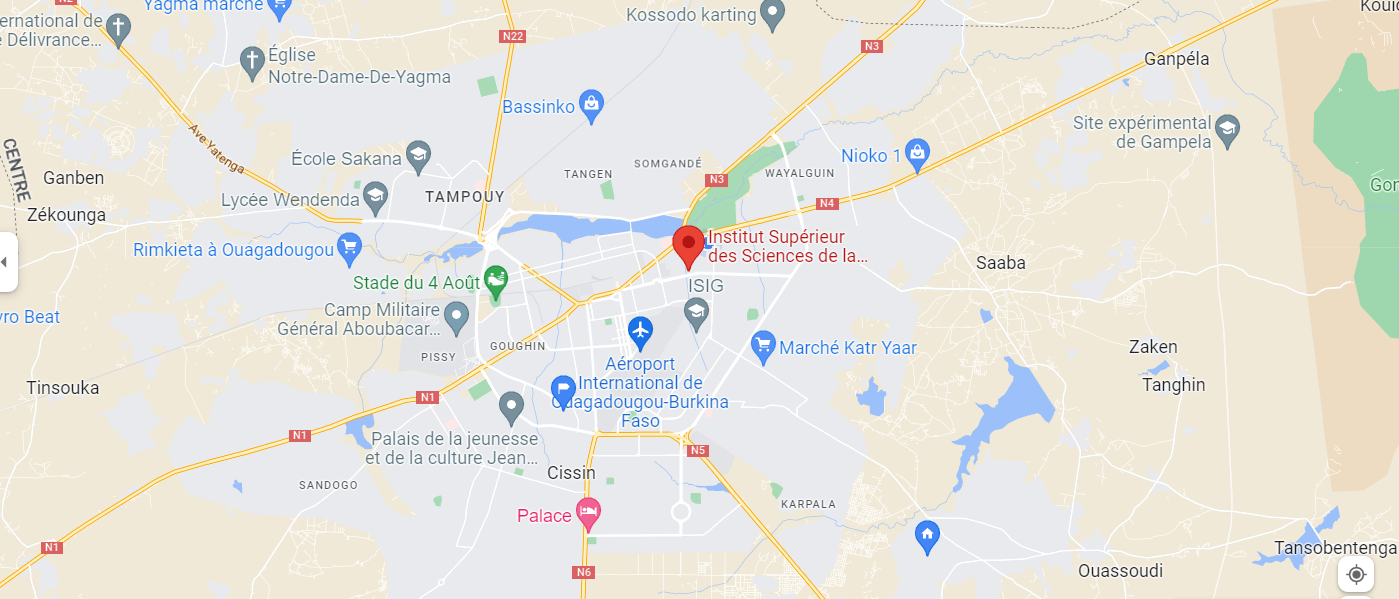 N2
Yagma marché
ernational de
e Délivrance...
Kossodo karting
N22
N3
Église
Notre-Dame-De-Yagma
Ganpéla
Bassinko
Ave Yatenga
CENTRE
Site expérimental
de Gampela
École Sakana
Nioko 1
SOMGANDÉ
TANGEN
WAYALGUIN
N3
Ganben
Lycée Wendenda
TAMPOUY
N4
Zékounga
Rimkieta à Ouagadougou
Institut Supérieur
des Sciences de la...
Saaba
Stade du 4 Août
ISIG
Camp Militaire
Général Aboubacar...
yro Beat
GOUGHIN
PISSY
Marché Katr Yaar
Zaken
Aéroport
International de
Ouagadougou-Burkina
Faso
Tinsouka
Tanghin
N1
N1
Palais de la jeunesse
et de la culture Jean...
N5
Cissin
SANDOGO
KARPALA
Palace
N1
Tansobentenga
N6
Ouassoudi